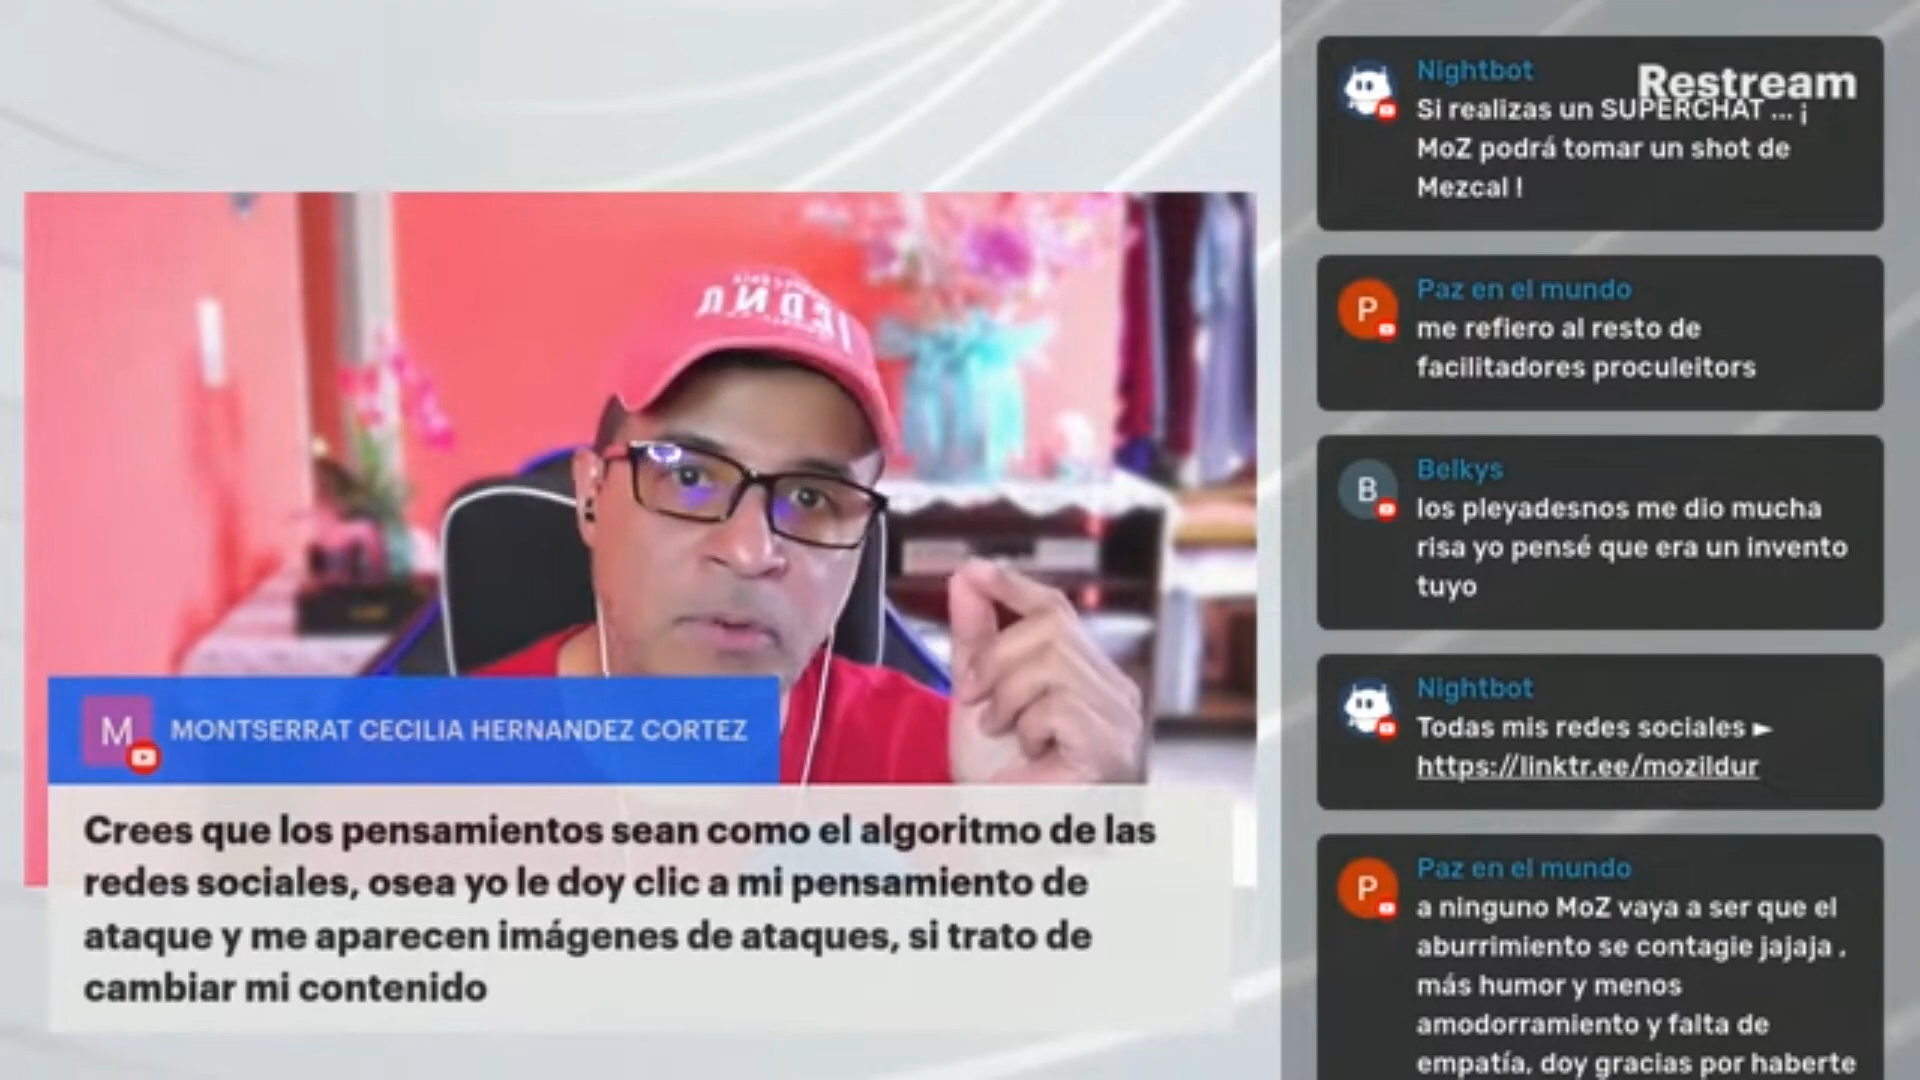 MONTSERRAT CECILIA HERNANDEZ CORTEZ
M
Crees que los pensamientos sean como el algoritmo de las
redes sociales, osea yo le doy clic a mi pensamiento de
ataque y me aparecen imágenes de ataques, si trato de
cambiar mi contenido
Restream
Nightbot
Si realizas un SUPERCHAT ... ¡
MoZ podrá tomar un shot de
Mezcal !
P
Paz en el mundo
me refiero al resto de
facilitadores proculeitors
B
Belkys
los pleyadesnos me dio mucha
risa yo pensé que era un invento
tuyo
Nightbot
Todas mis redes sociales ►
https://linktr.ee/mozildur
P
Paz en el mundo
a ninguno MoZ vaya a ser que el
aburrimiento se contagie jajaja ,
más humor y menos
amodorramiento y falta de
empatía, doy gracias por haberte